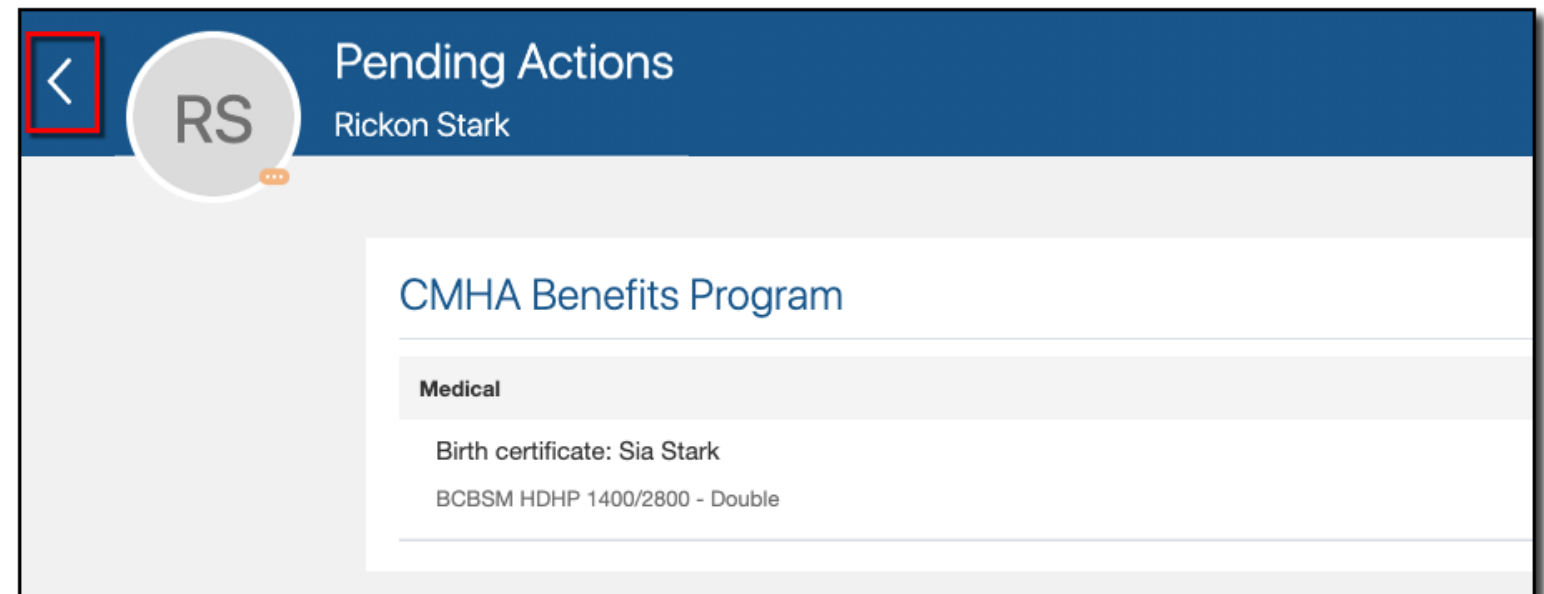 Pending Actions
RS
Rickon Stark
CMHA Benefits Program
Medical
Birth certificate: Sia Stark
BCBSM HDHP 1400/2800 - Double